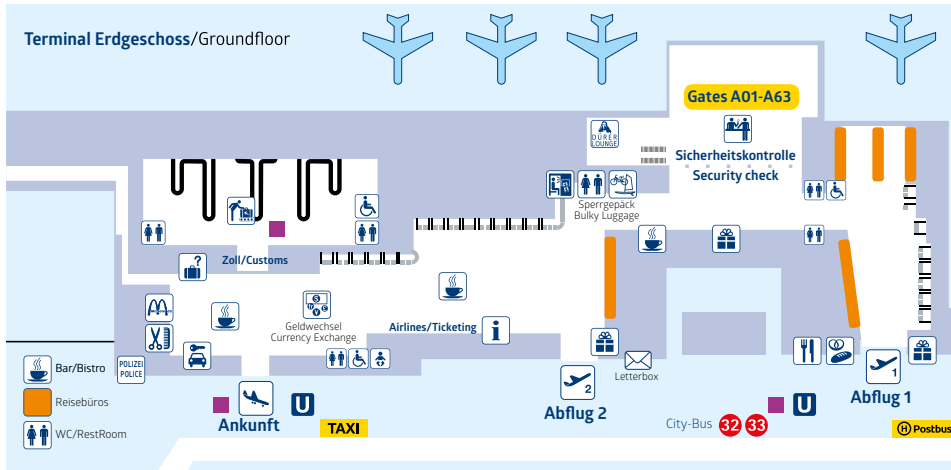 Terminal Erdgeschoss/Groundfloor
Gates A01-A63
DÜRER
LOUNGE
Sicherheitskontrolle
Security check
Sperrgepäck
Bulky Luggage
Zoll/Customs
?
$
€
Geldwechsel
Currency Exchange
Airlines/Ticketing
i
Bar/Bistro
POLIZEI
POLICE
Reisebüros
WC/RestRoom
Letterbox
2
1
Ankunft
U
TAXI
Abflug 2
Abflug 1
City-Bus 32 33
U
H Postbus